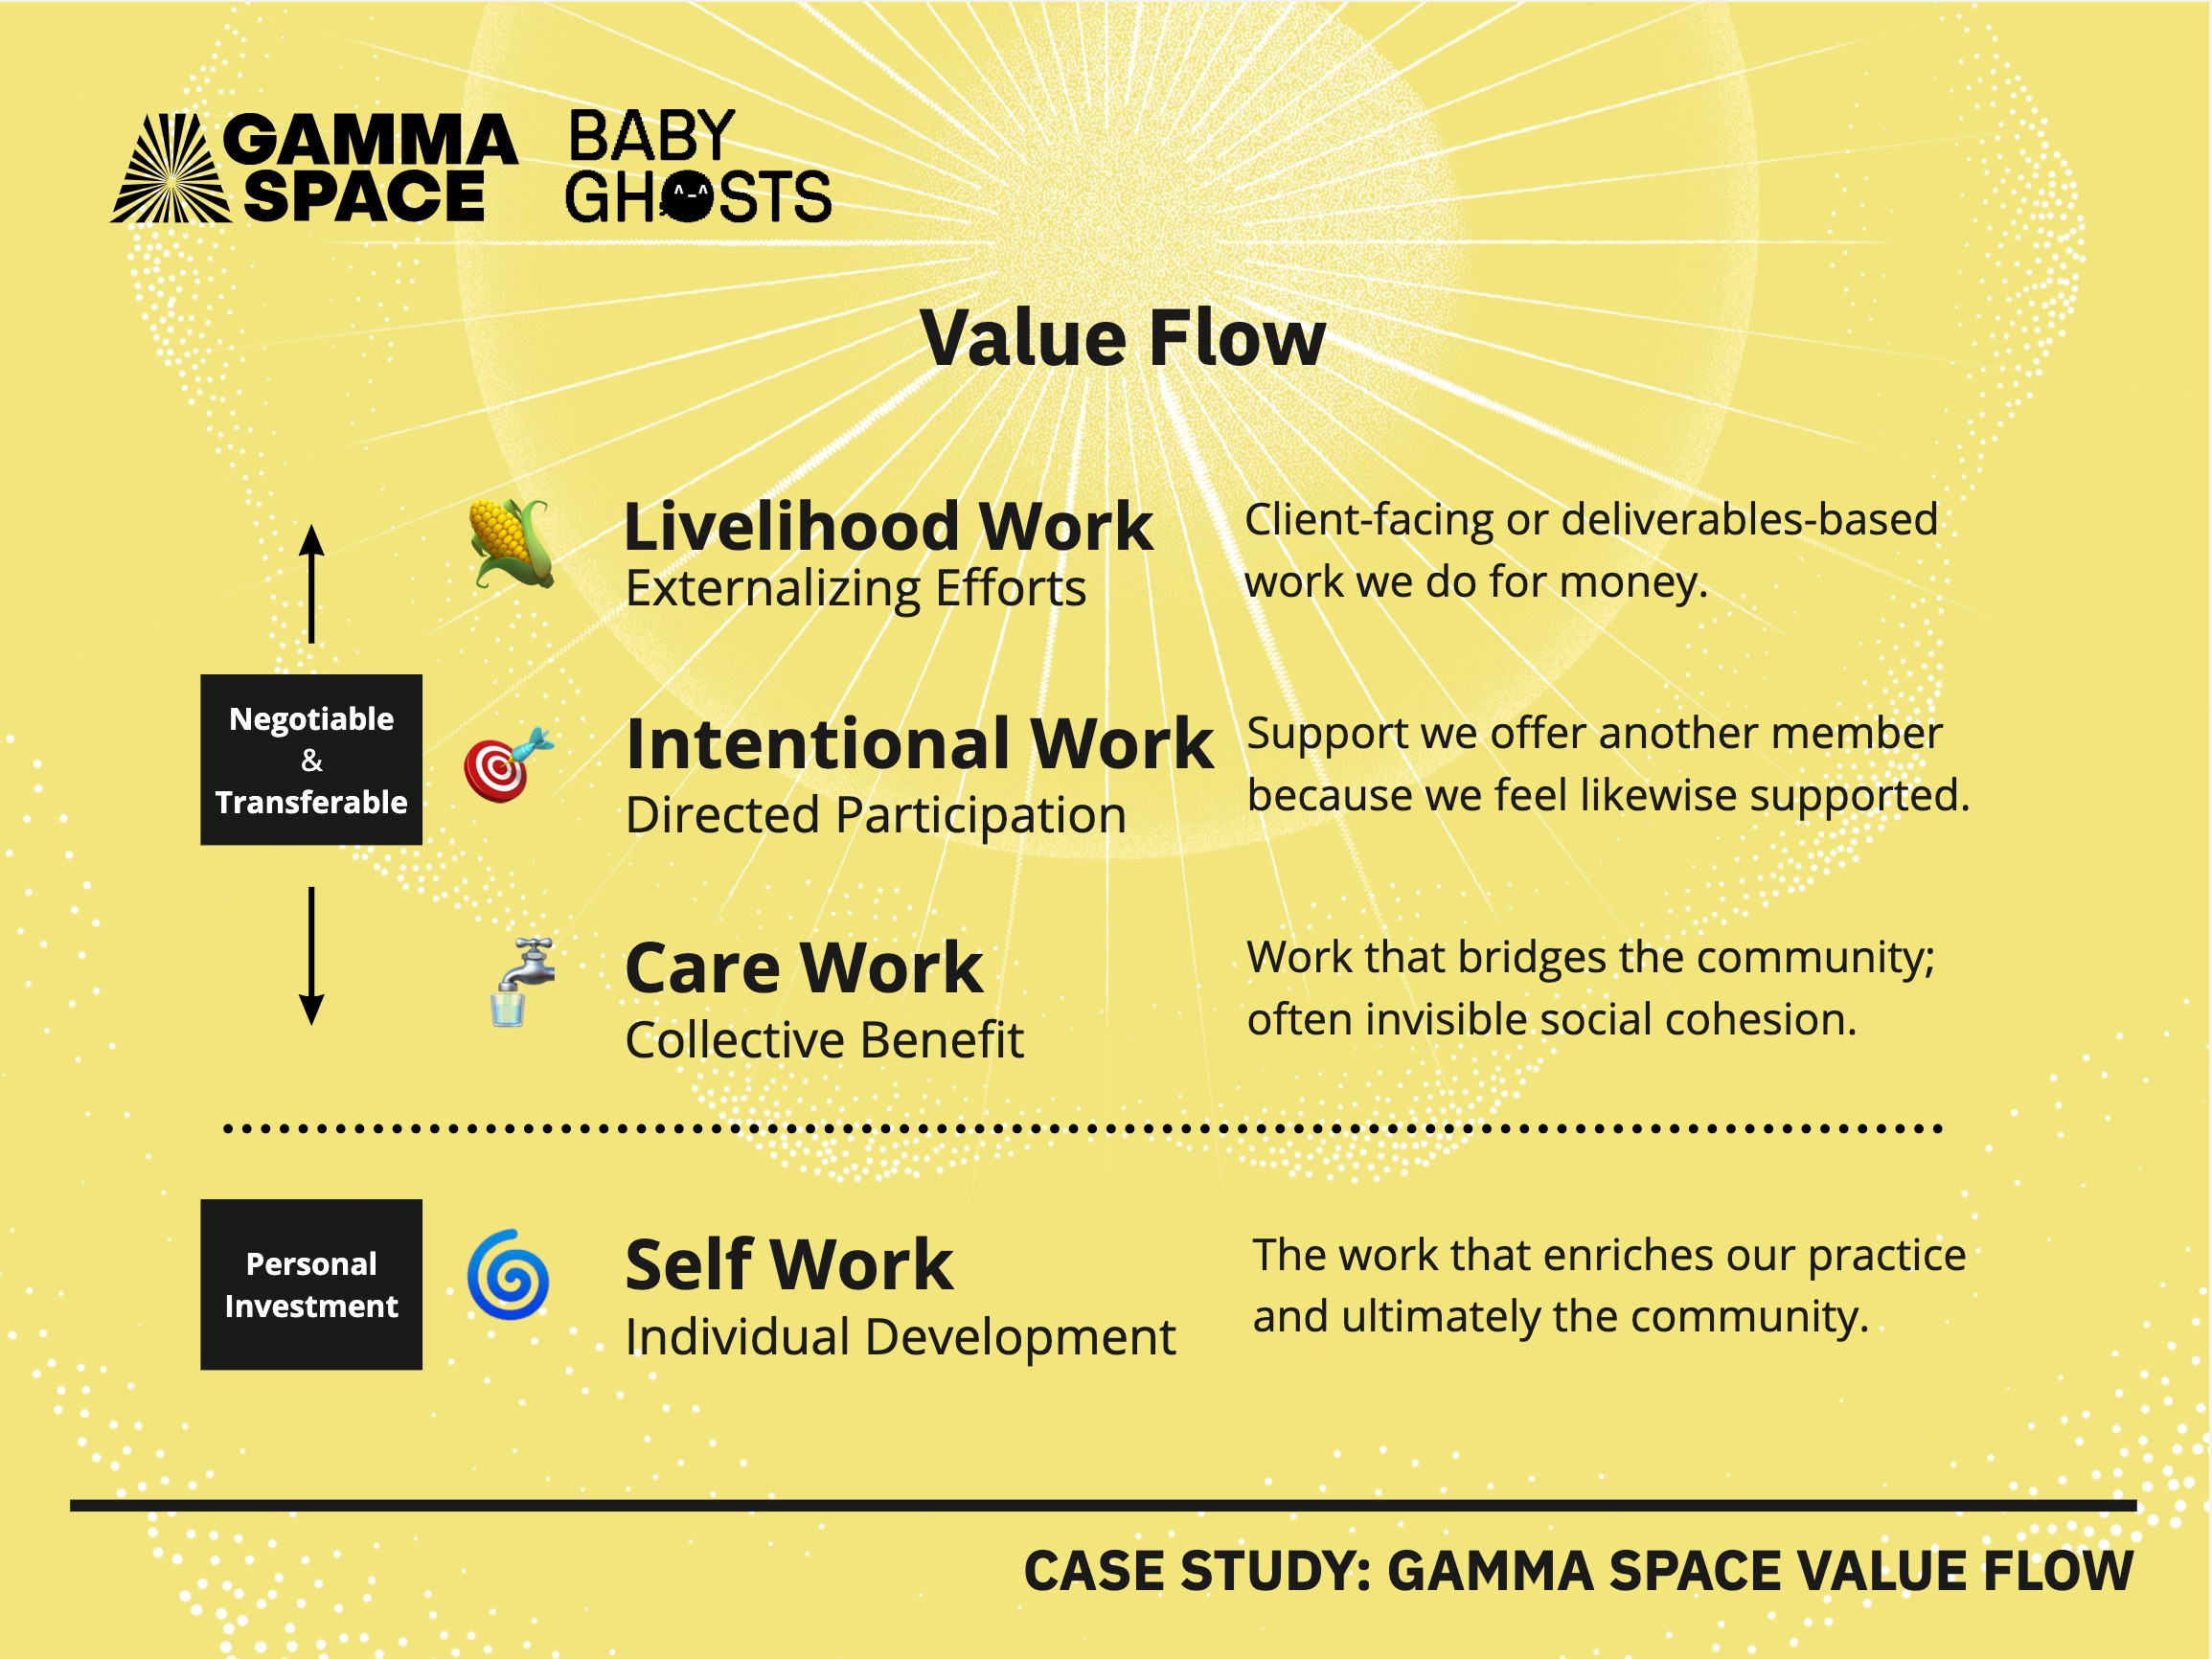 GAMMA
SPACE
BABY
GHOSTS
Value Flow
Livelihood Work
Externalizing Efforts
Client-facing or deliverables-based
work we do for money.
Negotiable
&
Transferable
Intentional Work
Directed Participation
Support we offer another member
because we feel likewise supported.
Care Work
Collective Benefit
Work that bridges the community;
often invisible social cohesion.
Personal
Investment
Self Work
Individual Development
The work that enriches our practice
and ultimately the community.
CASE STUDY: GAMMA SPACE VALUE FLOW